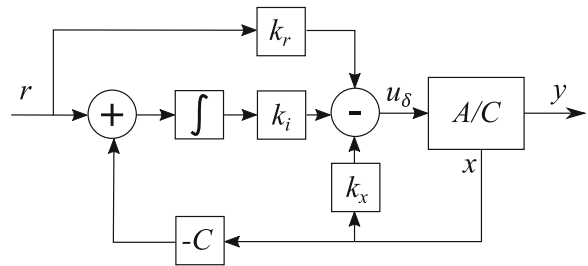 k_r
r
+
∫
k_i
-
u_δ
A/C
y
x
k_x
-C